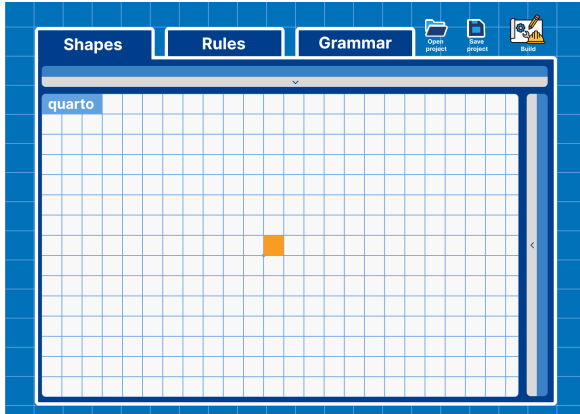 Shapes
Rules
Grammar
Open
project
Save
project
Build
quarto